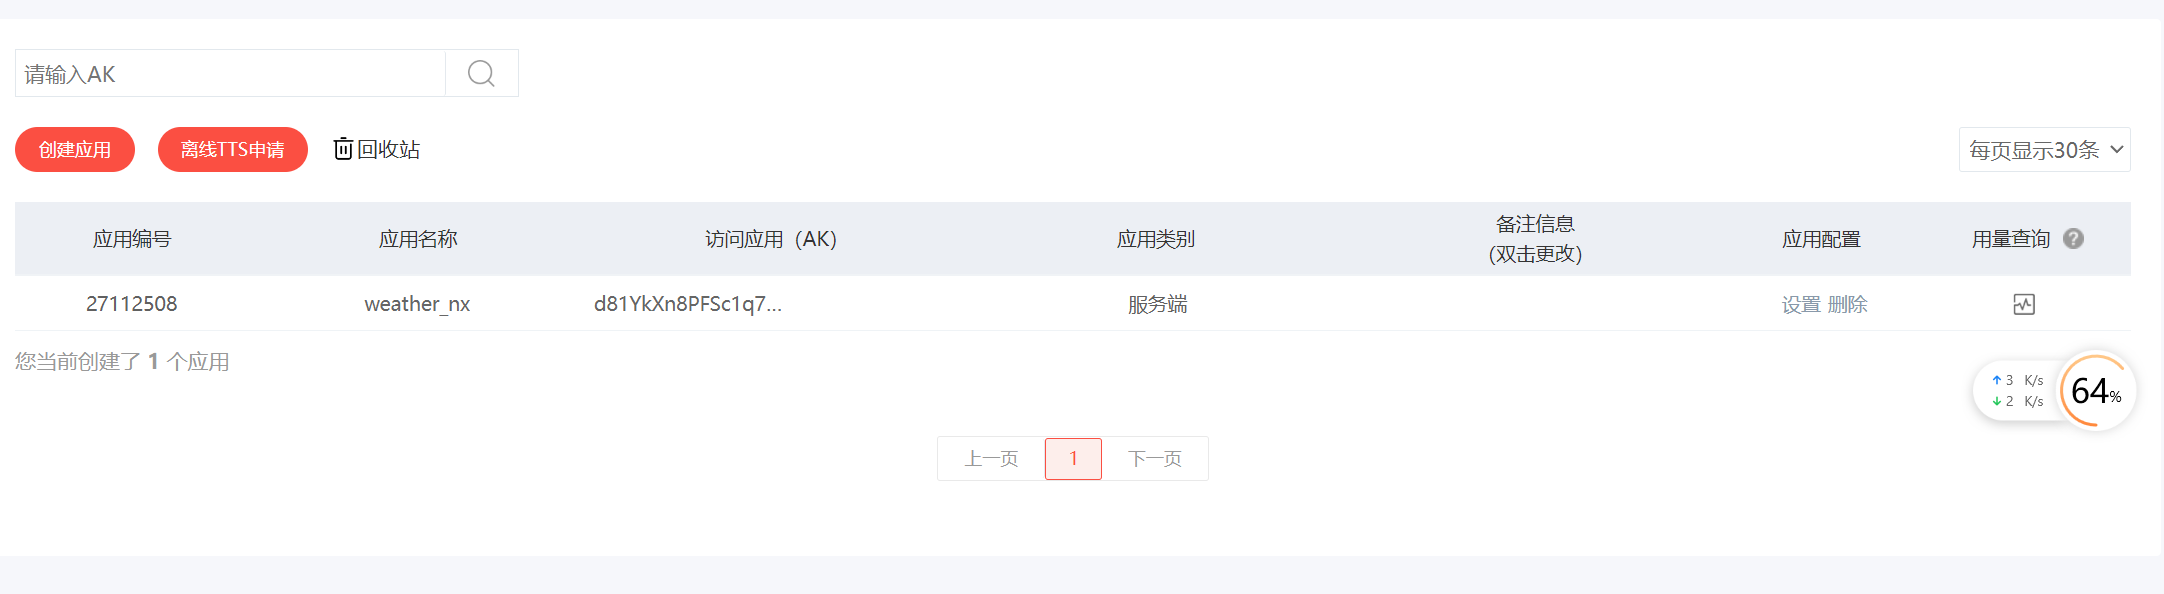 请输入AK
创建应用 离线TTS申请 回收站 每页显示30条
应用编号 应用名称 访问应用（AK） 应用类别 备注信息 (双击更改) 应用配置 用量查询 ?
27112508 weather_nx d81YkXn8PFSc1q7... 服务端 设置 删除
您当前创建了 1 个应用
↑ 3 K/s
↓ 2 K/s
64%
上一页 1 下一页